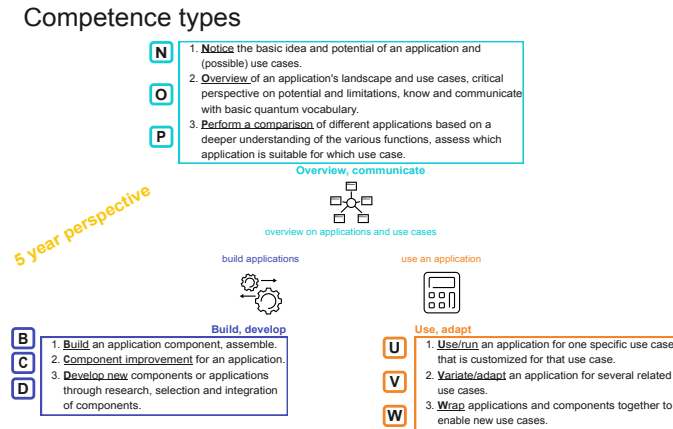 Competence types
N
1. Notice the basic idea and potential of an application and
(possible) use cases.
O
2. Overview of an application's landscape and use cases, critical
perspective on potential and limitations, know and communicate
with basic quantum vocabulary.
P
3. Perform a comparison of different applications based on a
deeper understanding of the various functions, assess which
application is suitable for which use case.
Overview, communicate
5 year perspective
overview on applications and use cases
build applications
use an application
Build, develop
B
1. Build an application component, assemble.
C
2. Component improvement for an application.
D
3. Develop new components or applications
through research, selection and integration
of components.
Use, adapt
U
1. Use/run an application for one specific use case
that is customized for that use case.
V
2. Variate/adapt an application for several related
use cases.
W
3. Wrap applications and components together to
enable new use cases.